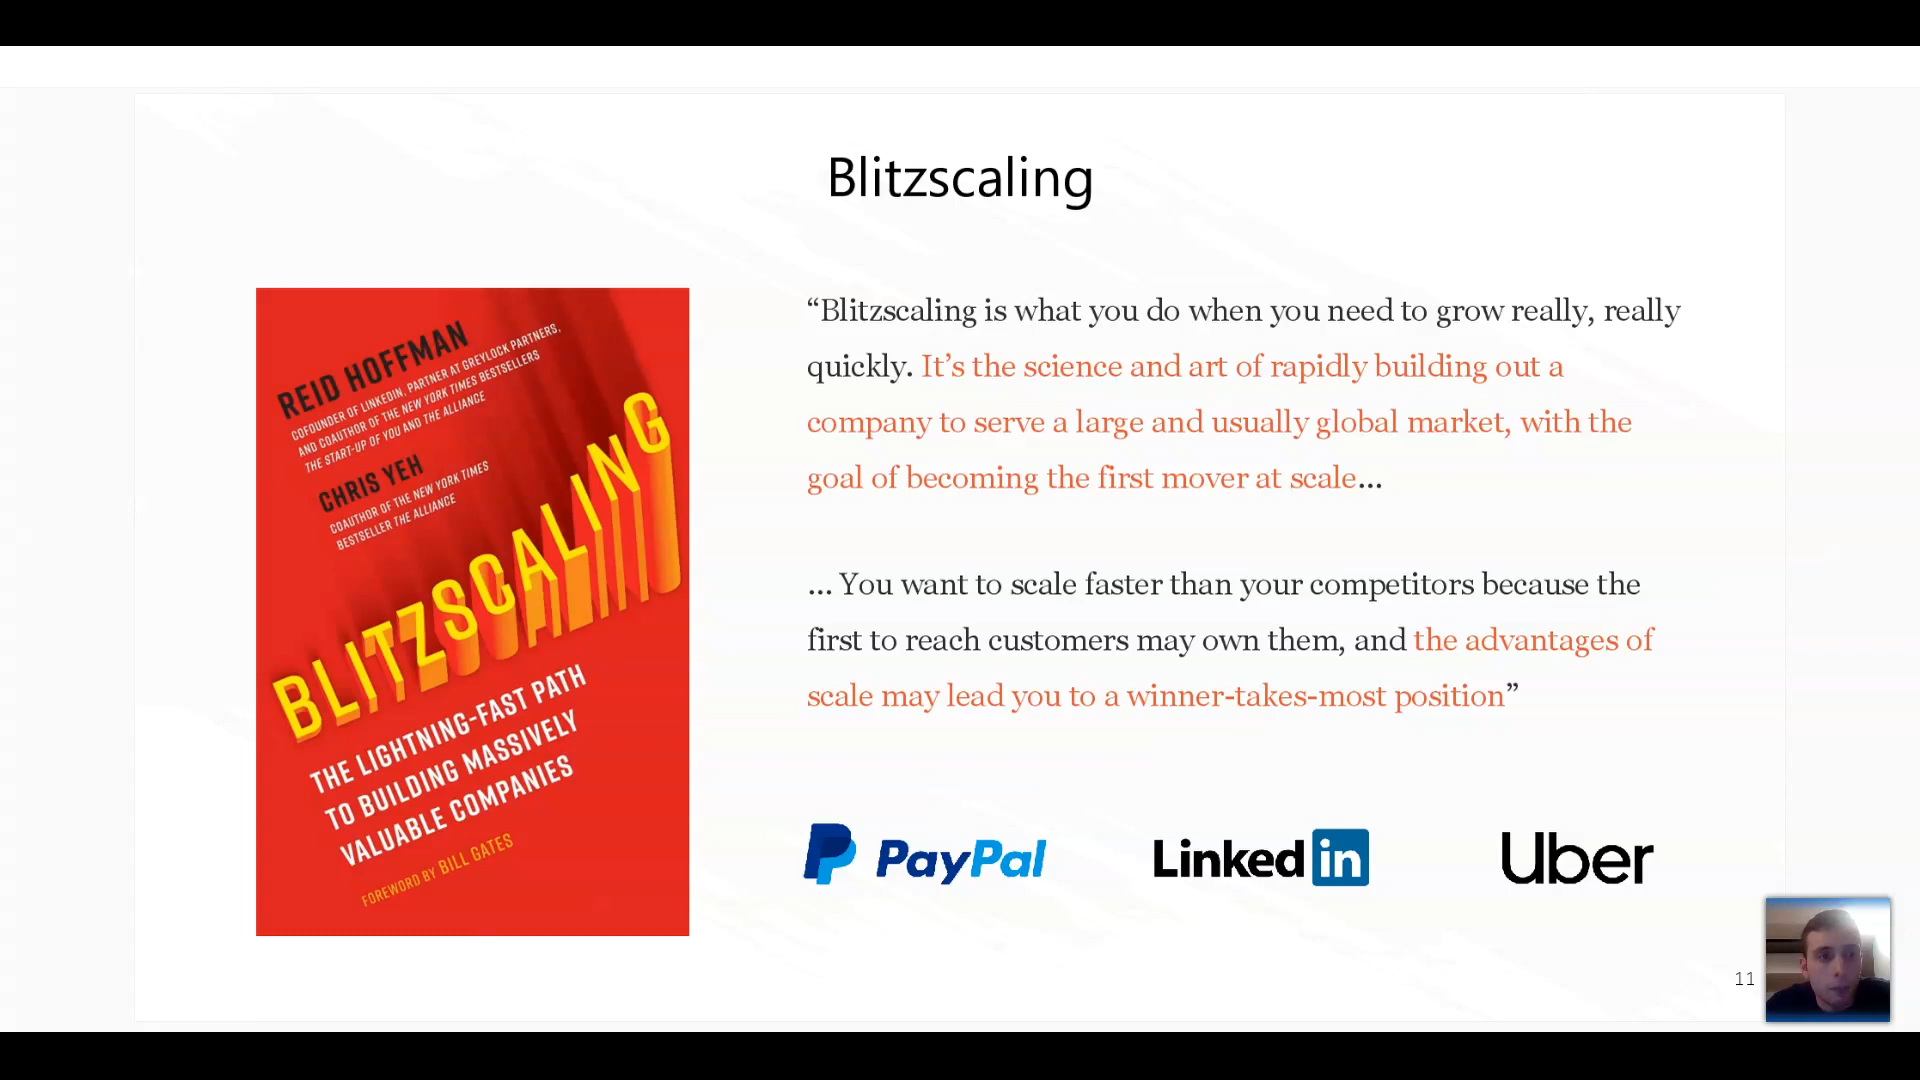 Blitzscaling
REID HOFFMAN
COFOUNDER OF LINKEDIN, PARTNER AT GREYLOCK PARTNERS,
AND COAUTHOR OF THE NEW YORK TIMES BESTSELLERS
THE START-UP OF YOU AND THE ALLIANCE
CHRIS YEH
COAUTHOR OF THE NEW YORK TIMES
BESTSELLER THE ALLIANCE
BLITZSCALING
THE LIGHTNING-FAST PATH
TO BUILDING MASSIVELY
VALUABLE COMPANIES
FOREWORD BY BILL GATES
“Blitzscaling is what you do when you need to grow really, really
quickly. It’s the science and art of rapidly building out a
company to serve a large and usually global market, with the
goal of becoming the first mover at scale...
... You want to scale faster than your competitors because the
first to reach customers may own them, and the advantages of
scale may lead you to a winner-takes-most position”
PayPal
Linkedin
Uber
11